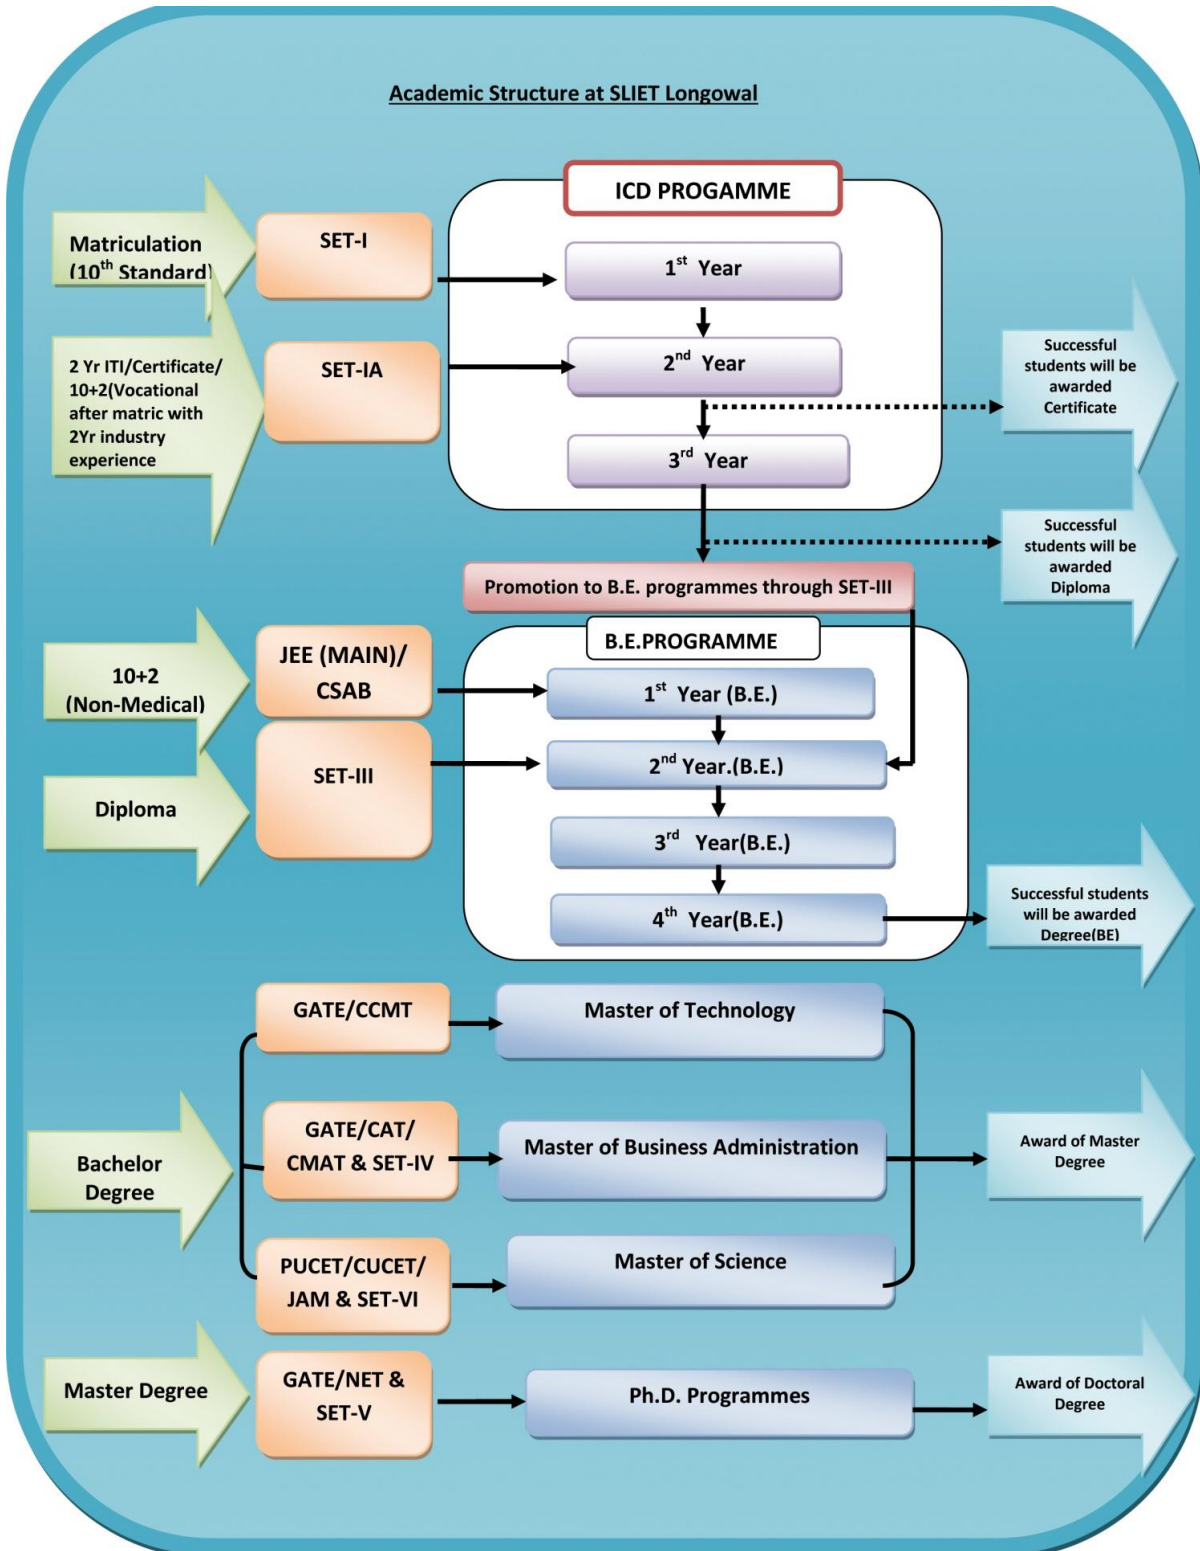 Academic Structure at SLIET Longowal
ICD PROGAMME
Matriculation
(10th Standard)
SET-I
1st Year
2 Yr ITI/Certificate/
10+2(Vocational
after matric with
2Yr industry
experience
SET-IA
2nd Year
Successful
students will be
awarded
Certificate
3rd Year
Successful
students will be
awarded
Diploma
Promotion to B.E. programmes through SET-III
B.E.PROGRAMME
10+2
(Non-Medical)
JEE (MAIN)/
CSAB
1st Year (B.E.)
Diploma
SET-III
2nd Year.(B.E.)
3rd Year(B.E.)
4th Year(B.E.)
Successful students
will be awarded
Degree(BE)
GATE/CCMT
Master of Technology
Bachelor
Degree
GATE/CAT/
CMAT & SET-IV
Master of Business Administration
Award of Master
Degree
PUCET/CUCET/
JAM & SET-VI
Master of Science
Master Degree
GATE/NET &
SET-V
Ph.D. Programmes
Award of Doctoral
Degree